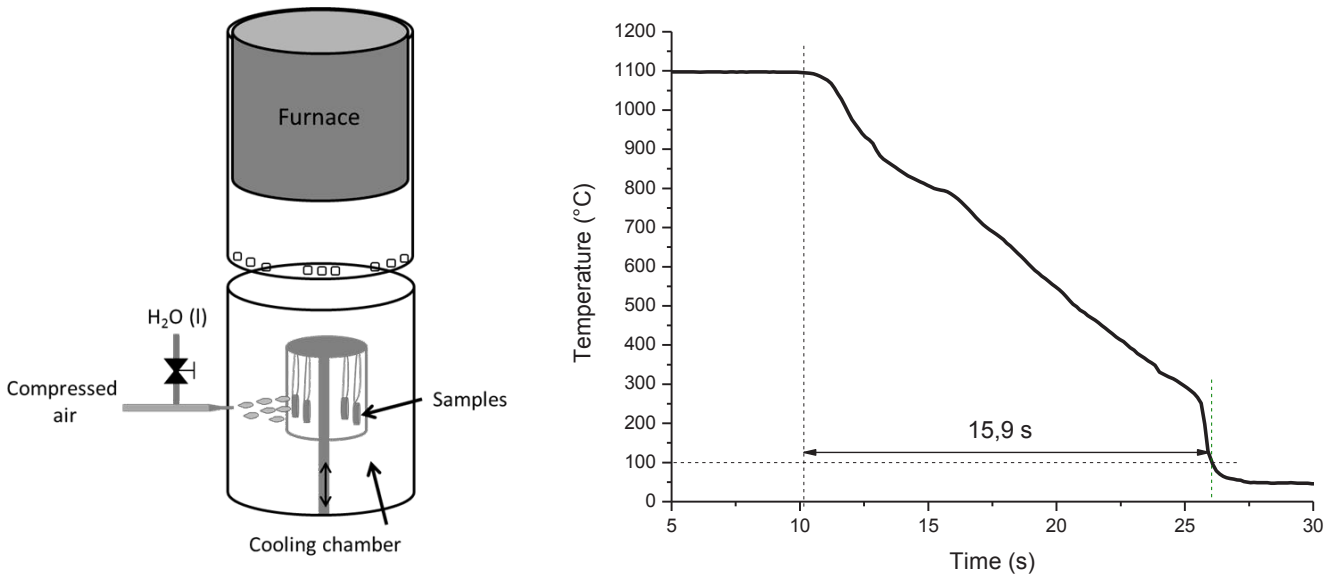 Furnace
H₂O (l)
Compressed
air
Samples
Cooling chamber
Temperature (°C)
1200
1100
1000
900
800
700
600
500
400
300
200
100
0
15,9 s
5
10
15
20
25
30
Time (s)